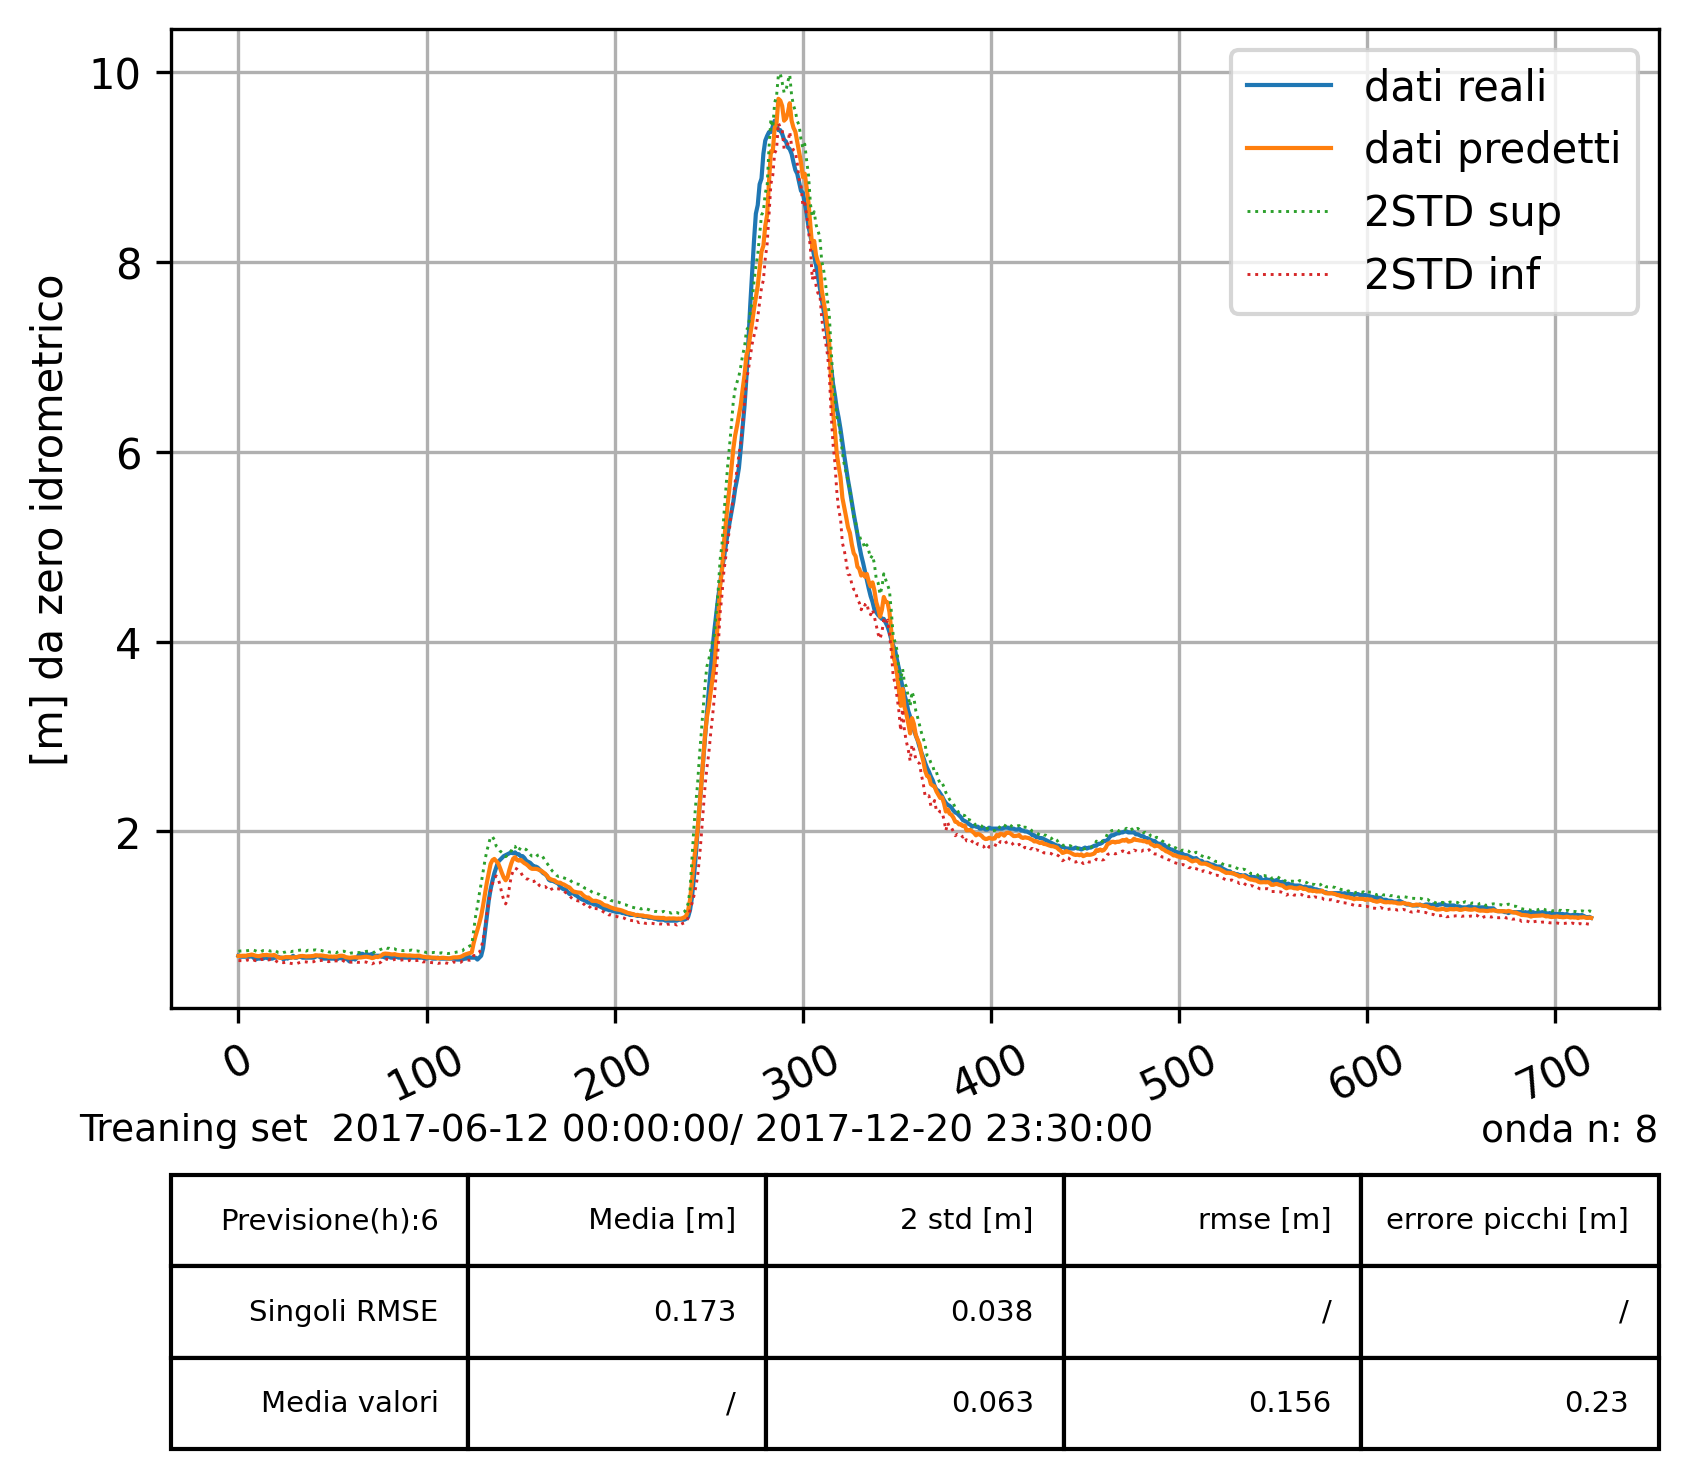 10
8
6
4
2
[m] da zero idrometrico
dati reali
dati predetti
2STD sup
2STD inf
0 100 200 300 400 500 600 700
Treaning set 2017-06-12 00:00:00/ 2017-12-20 23:30:00 onda n: 8
Previsione(h):6 Media [m] 2 std [m] rmse [m] errore picchi [m]
Singoli RMSE 0.173 0.038 / /
Media valori / 0.063 0.156 0.23